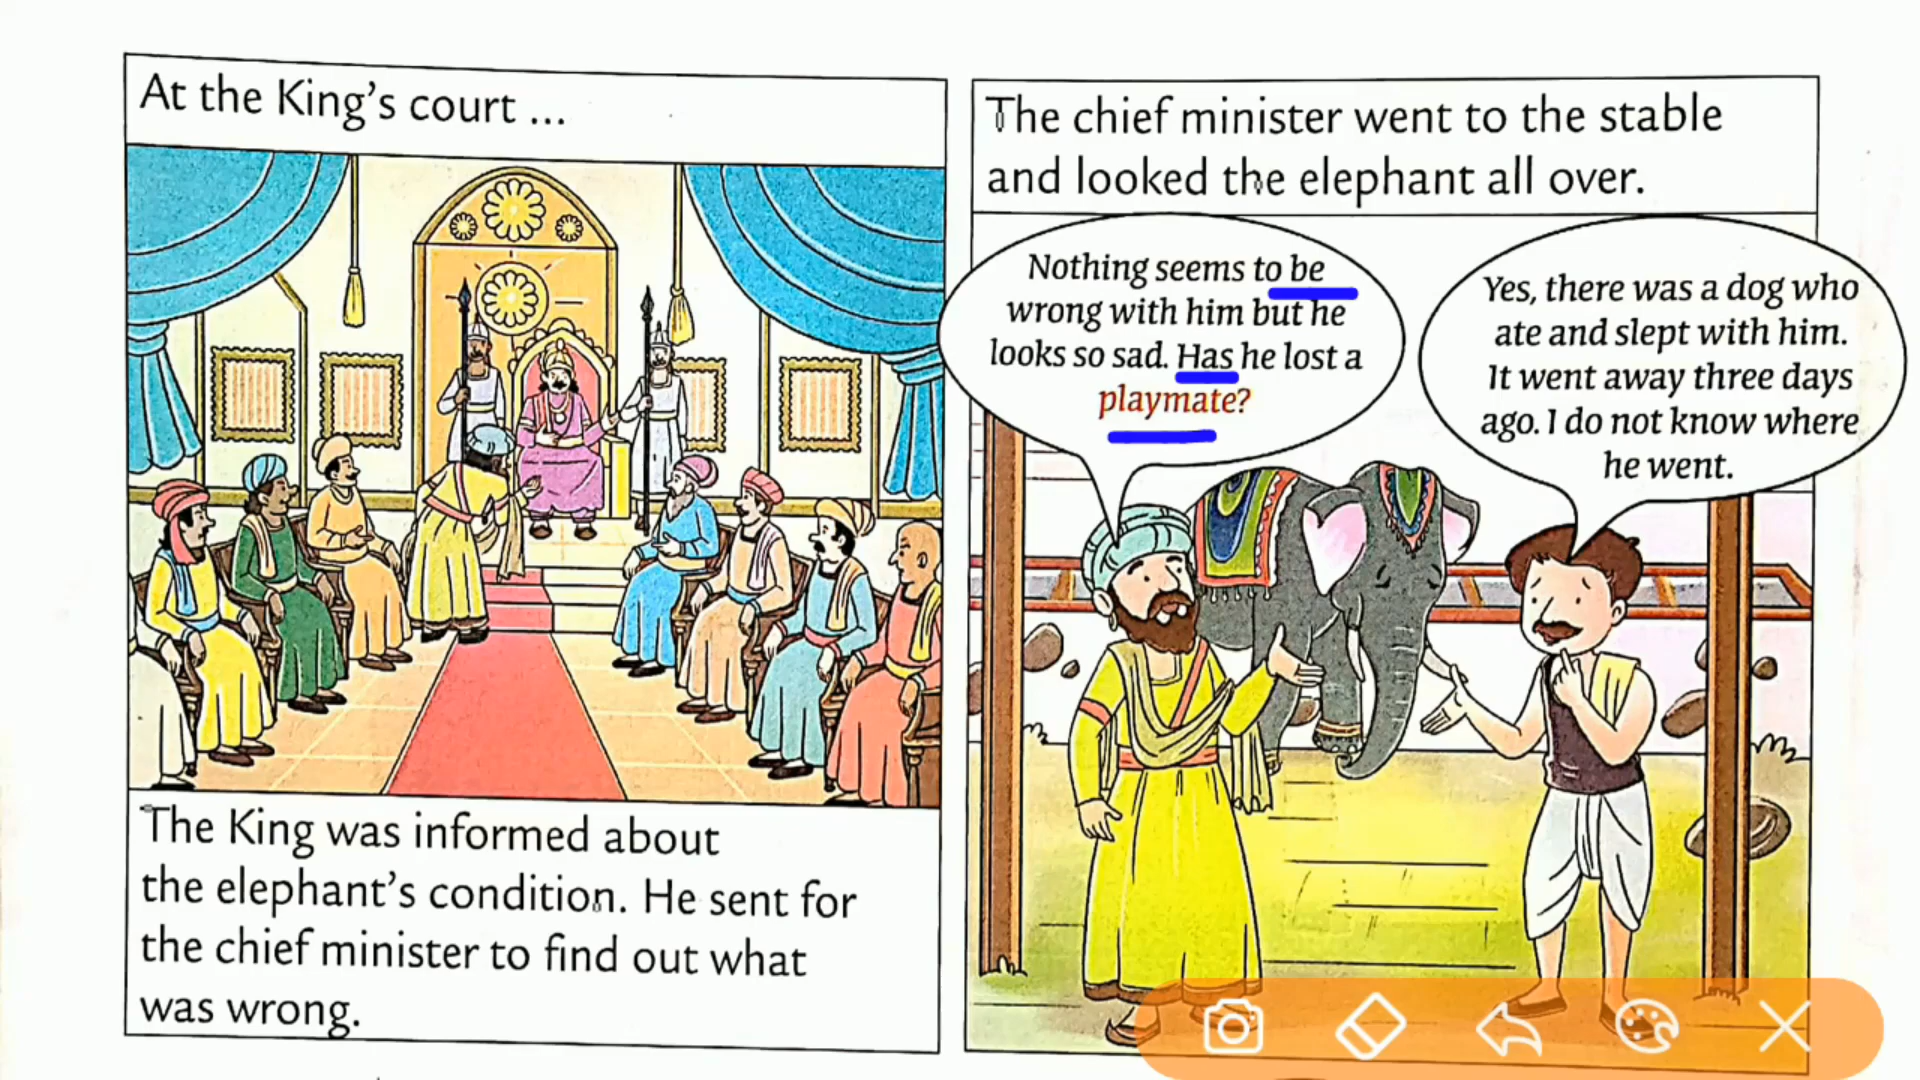 At the King's court ...
The King was informed about
the elephant's condition. He sent for
the chief minister to find out what
was wrong.
The chief minister went to the stable
and looked the elephant all over.
Nothing seems to be
wrong with him but he
looks so sad. Has he lost a
playmate?
Yes, there was a dog who
ate and slept with him.
It went away three days
ago. I do not know where
he went.